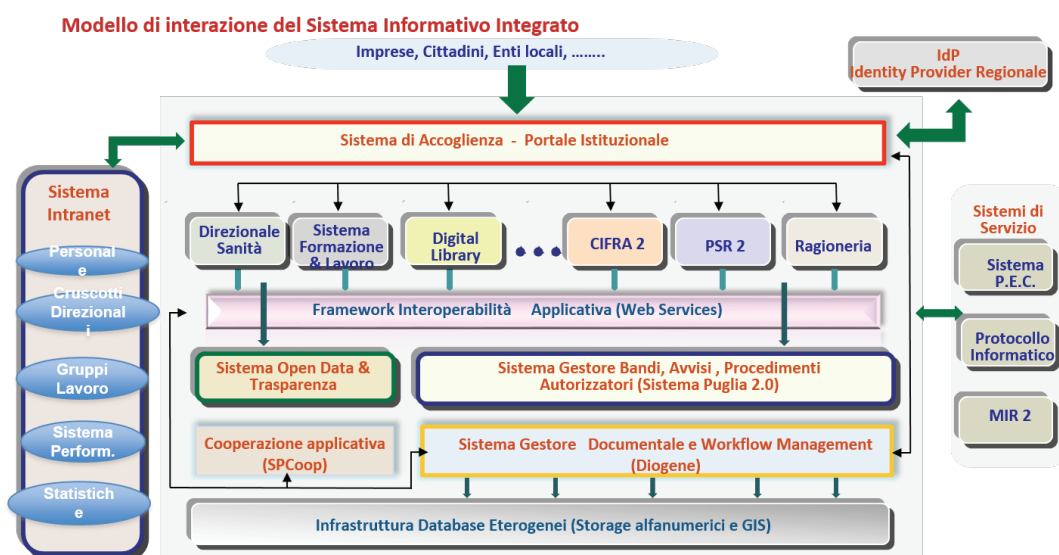 Modello di interazione del Sistema Informativo Integrato
Imprese, Cittadini, Enti locali, ……..
IdP
Identity Provider Regionale
Sistema di Accoglienza - Portale Istituzionale
Sistema
Intranet
Personal
e
Cruscotti
Direzional
i
Gruppi
Lavoro
Sistema
Perform.
Statistich
e
Direzionale
Sanità
Sistema
Formazione
& Lavoro
Digital
Library
CIFRA 2
PSR 2
Ragioneria
Framework Interoperabilità Applicativa (Web Services)
Sistema Open Data &
Trasparenza
Sistema Gestore Bandi, Avvisi , Procedimenti
Autorizzatori (Sistema Puglia 2.0)
Cooperazione applicativa
(SPCoop)
Sistema Gestore Documentale e Workflow Management
(Diogene)
Infrastruttura Database Eterogenei (Storage alfanumerici e GIS)
Sistemi di
Servizio
Sistema
P.E.C.
Protocollo
Informatico
MIR 2